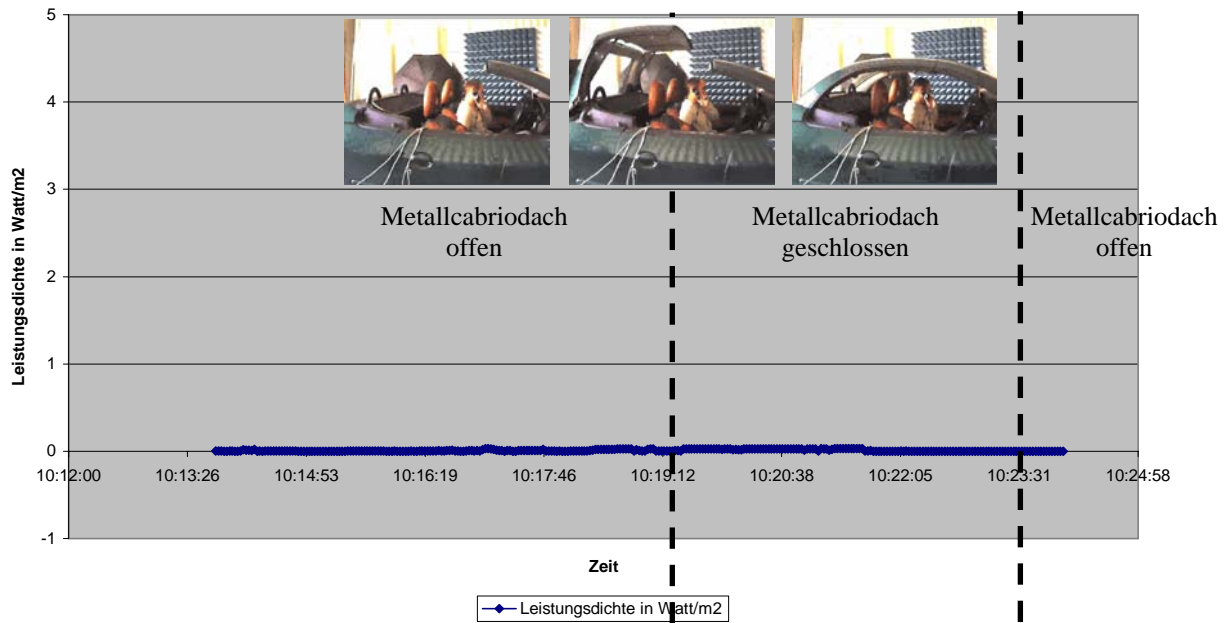 5
4
3
2
1
0
-1
Leistungsdichte in Watt/m2
Metallcabriodach
offen
Metallcabriodach
geschlossen
Metallcabriodach
offen
10:12:00 10:13:26 10:14:53 10:16:19 10:17:46 10:19:12 10:20:38 10:22:05 10:23:31 10:24:58
Zeit
Leistungsdichte in Watt/m2